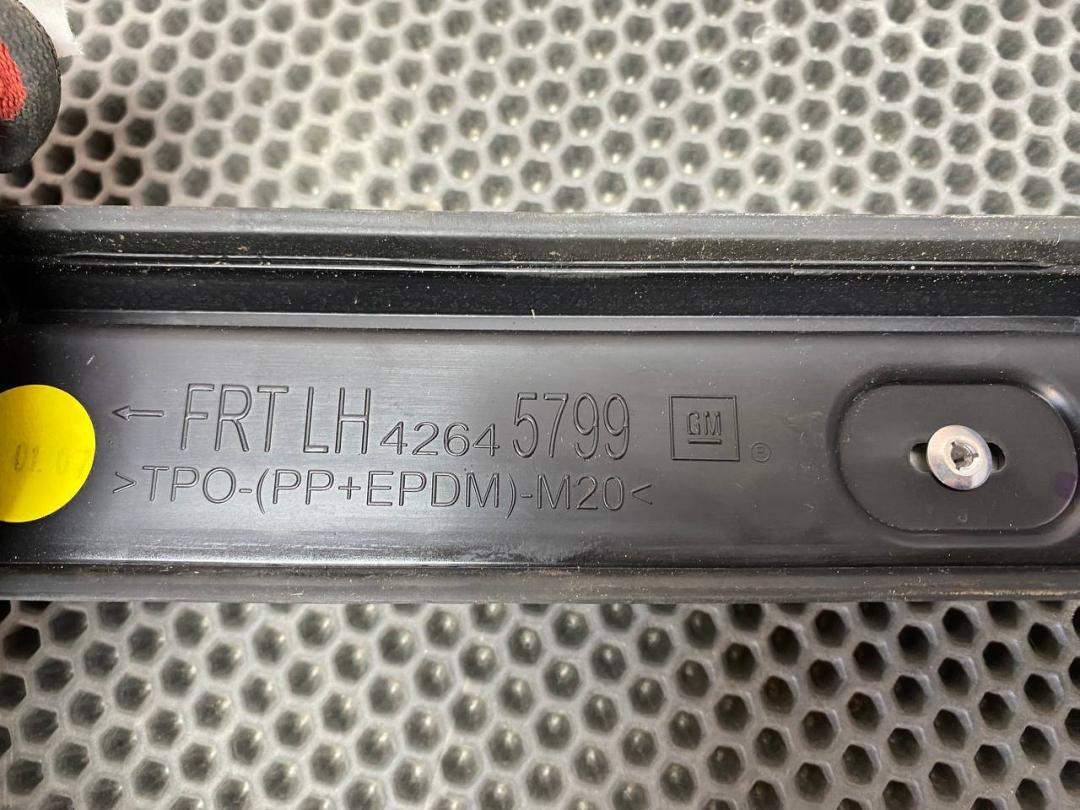 ← FRT LH 4264 5799 GM ®
>TPO-(PP+EPDM)-M20<